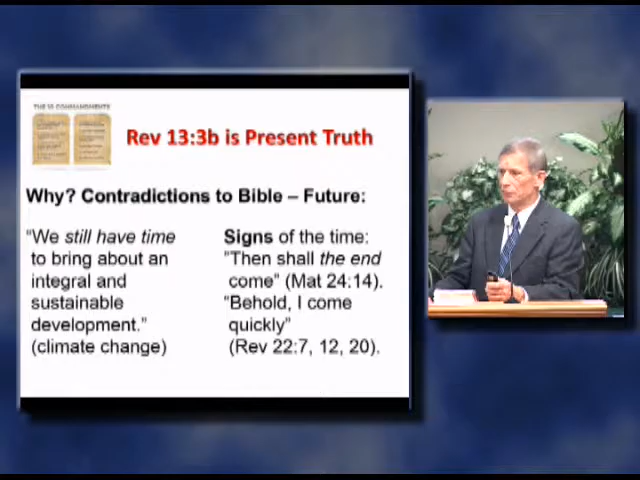 THE 10 COMMANDMENTS
Rev 13:3b is Present Truth
Why? Contradictions to Bible – Future:
"We still have time
to bring about an
integral and
sustainable
development."
(climate change)
Signs of the time:
"Then shall the end
come" (Mat 24:14).
"Behold, I come
quickly"
(Rev 22:7, 12, 20).